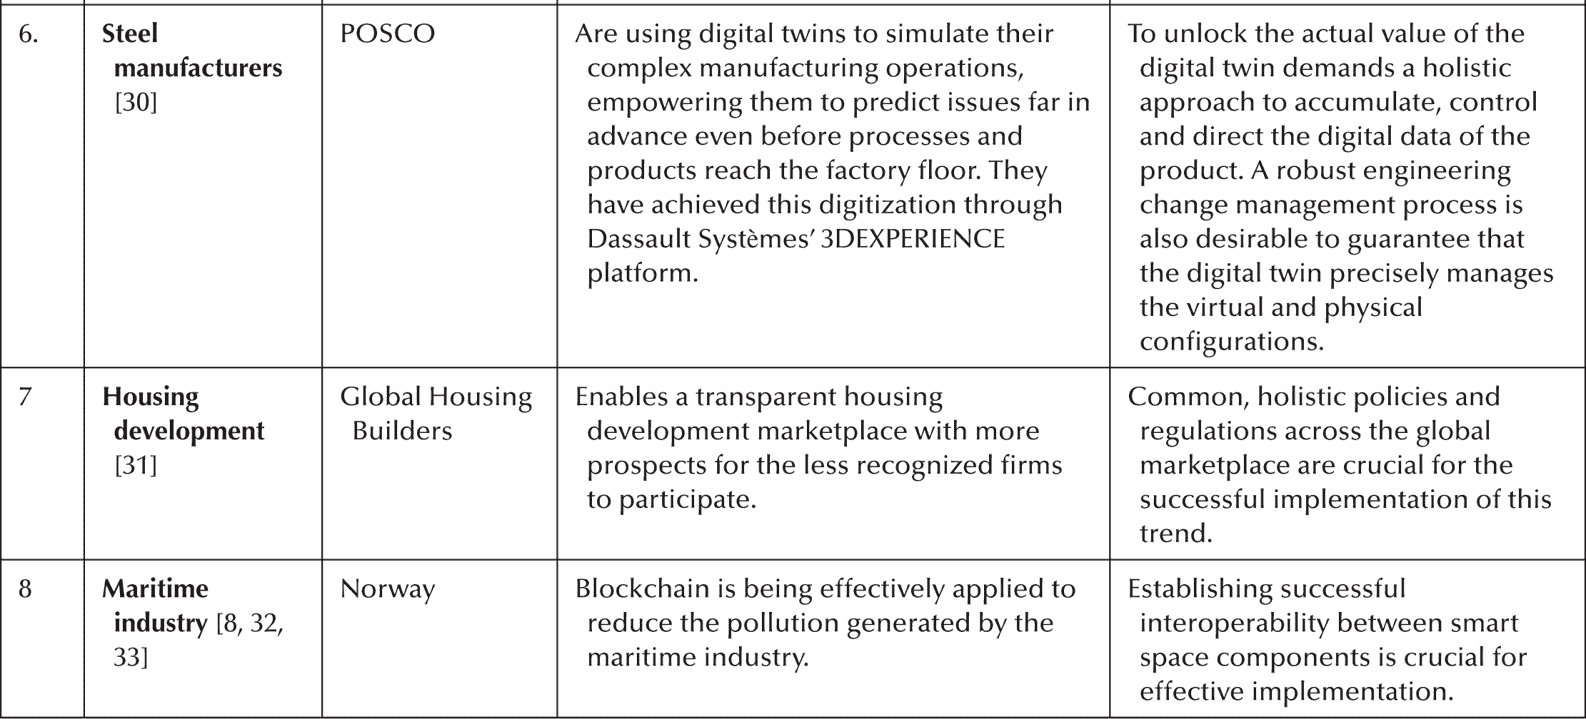 6.
Steel
manufacturers
[30]
POSCO
Are using digital twins to simulate their
complex manufacturing operations,
empowering them to predict issues far in
advance even before processes and
products reach the factory floor. They
have achieved this digitization through
Dassault Systèmes’ 3DEXPERIENCE
platform.
To unlock the actual value of the
digital twin demands a holistic
approach to accumulate, control
and direct the digital data of the
product. A robust engineering
change management process is
also desirable to guarantee that
the digital twin precisely manages
the virtual and physical
configurations.
7
Housing
development
[31]
Global Housing
Builders
Enables a transparent housing
development marketplace with more
prospects for the less recognized firms
to participate.
Common, holistic policies and
regulations across the global
marketplace are crucial for the
successful implementation of this
trend.
8
Maritime
industry [8, 32,
33]
Norway
Blockchain is being effectively applied to
reduce the pollution generated by the
maritime industry.
Establishing successful
interoperability between smart
space components is crucial for
effective implementation.